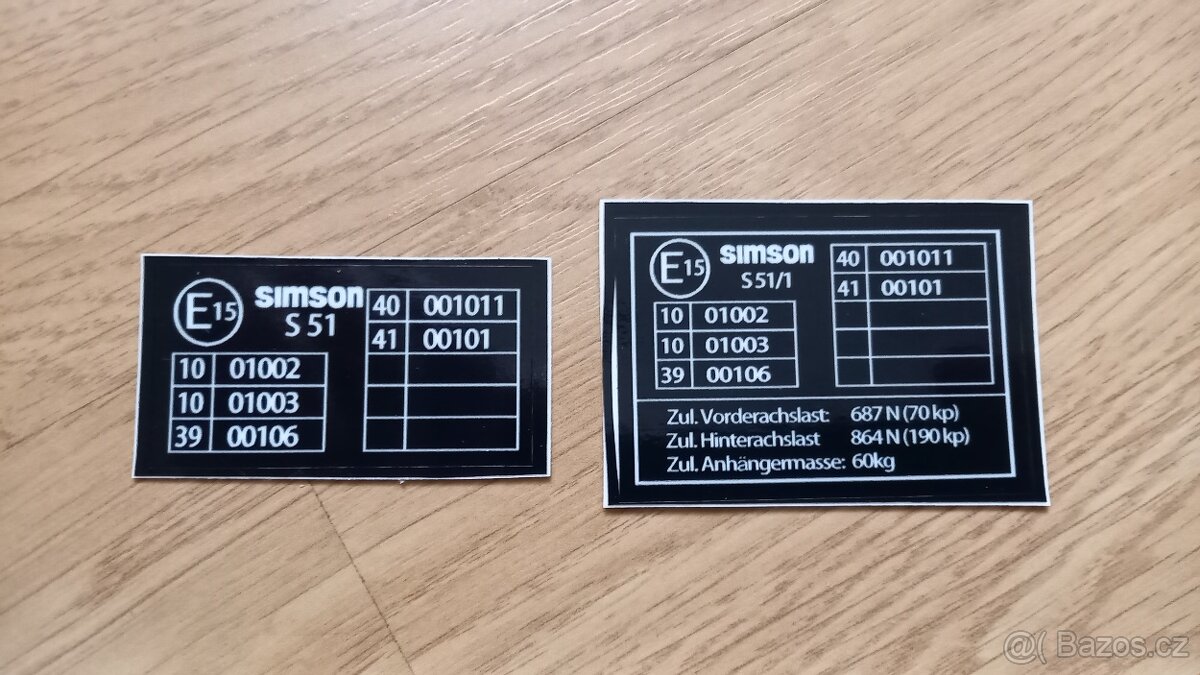 E15 simson
S 51
10 01002
10 01003
39 00106
40 001011
41 00101
E15 simson
S 51/1
10 01002
10 01003
39 00106
40 001011
41 00101
Zul. Vorderachslast: 687 N (70 kp)
Zul. Hinterachslast 864 N (190 kp)
Zul. Anhängermasse: 60kg
@( Bazos.cz